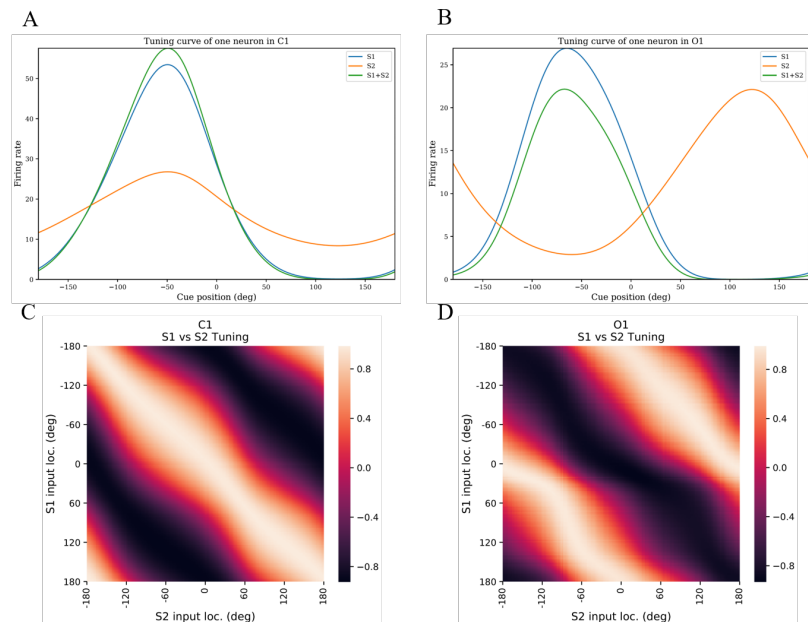 A
B
Tuning curve of one neuron in C1
S1
S2
S1+S2
Firing rate
50
40
30
20
10
0
−150
−100
−50
0
50
100
150
Cue position (deg)
Tuning curve of one neuron in O1
S1
S2
S1+S2
Firing rate
25
20
15
10
5
0
−150
−100
−50
0
50
100
150
Cue position (deg)
C
C1
S1 vs S2 Tuning
S1 input loc. (deg)
-180
-120
-60
0
60
120
180
-180
-120
-60
0
60
120
180
S2 input loc. (deg)
0.8
0.4
0.0
−0.4
−0.8
D
O1
S1 vs S2 Tuning
S1 input loc. (deg)
-180
-120
-60
0
60
120
180
-180
-120
-60
0
60
120
180
S2 input loc. (deg)
0.8
0.4
0.0
−0.4
−0.8